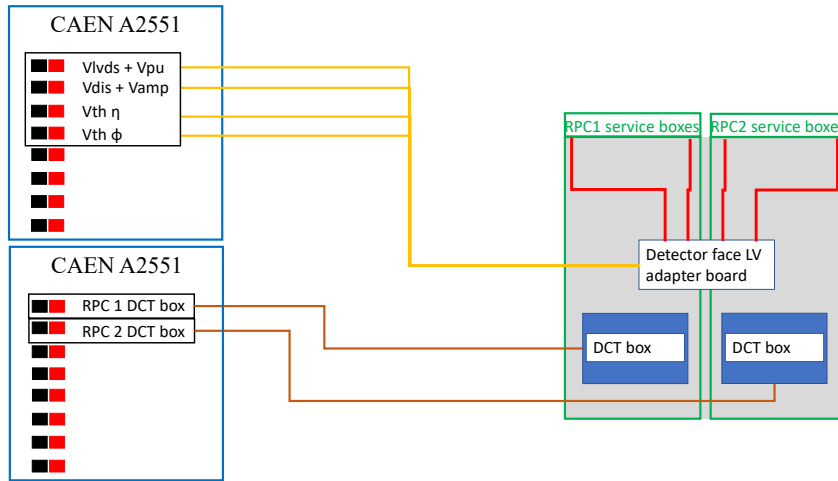 CAEN A2551
Vlvds + Vpu
Vdis + Vamp
Vth η
Vth ϕ
RPC1 service boxes
RPC2 service boxe
Detector face LV
adapter board
CAEN A2551
RPC 1 DCT box
RPC 2 DCT box
DCT box
DCT box